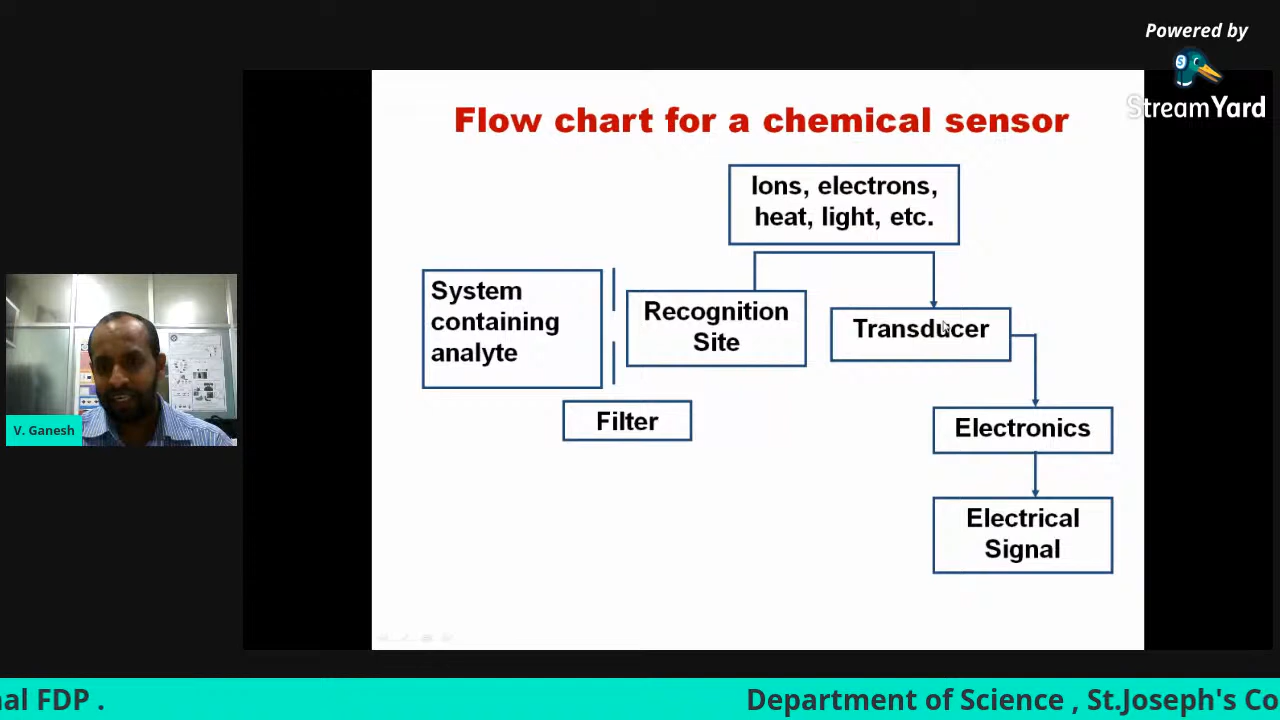 Powered by
StreamYard
Flow chart for a chemical sensor
Ions, electrons,
heat, light, etc.
System
containing
analyte
Recognition
Site
Transducer
Filter
Electronics
Electrical
Signal
V. Ganesh
nal FDP .
Department of Science , St.Joseph's Co